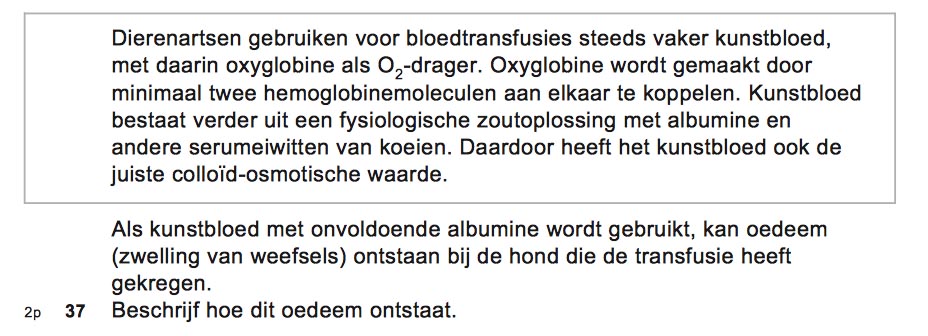 Dierenartsen gebruiken voor bloedtransfusies steeds vaker kunstbloed,
met daarin oxyglobine als O₂-drager. Oxyglobine wordt gemaakt door
minimaal twee hemoglobinemoleculen aan elkaar te koppelen. Kunstbloed
bestaat verder uit een fysiologische zoutoplossing met albumine en
andere serumeiwitten van koeien. Daardoor heeft het kunstbloed ook de
juiste colloïd-osmotische waarde.
Als kunstbloed met onvoldoende albumine wordt gebruikt, kan oedeem
(zwelling van weefsels) ontstaan bij de hond die de transfusie heeft
gekregen.
2p 37 Beschrijf hoe dit oedeem ontstaat.